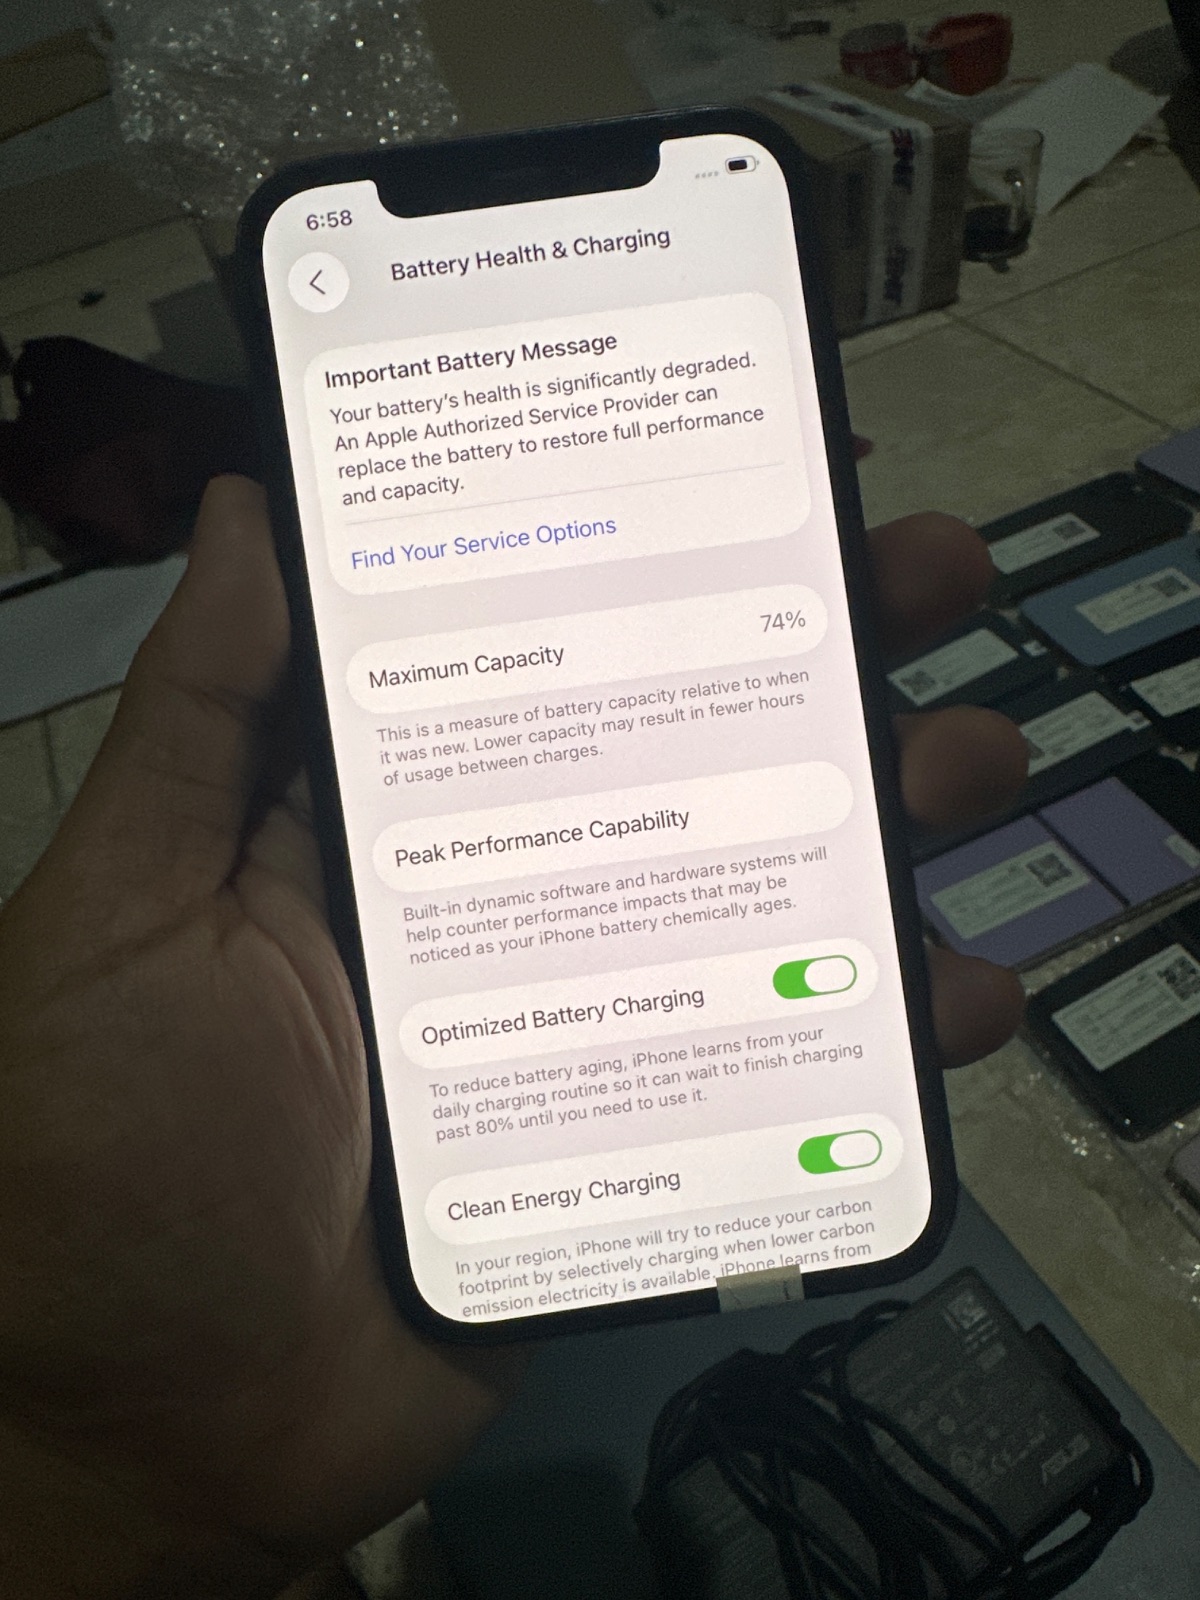 6:58
Battery Health & Charging
Important Battery Message
Your battery's health is significantly degraded.
An Apple Authorized Service Provider can
replace the battery to restore full performance
and capacity.
Find Your Service Options
Maximum Capacity 74%
This is a measure of battery capacity relative to when
it was new. Lower capacity may result in fewer hours
of usage between charges.
Peak Performance Capability
Built-in dynamic software and hardware systems will
help counter performance impacts that may be
noticed as your iPhone battery chemically ages.
Optimized Battery Charging
To reduce battery aging, iPhone learns from your
daily charging routine so it can wait to finish charging
past 80% until you need to use it.
Clean Energy Charging
In your region, iPhone will try to reduce your carbon
footprint by selectively charging when lower carbon
emission electricity is available. iPhone learns from